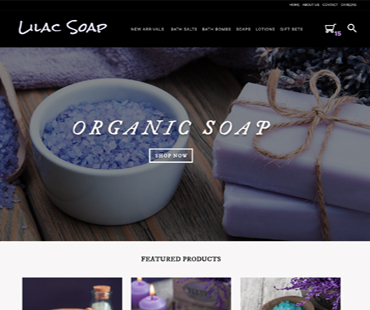 HOME ABOUT US CONTACT CAREERS
Lilac Soap
NEW ARRIVALS BATH SALTS BATH BOMBS SOAPS LOTIONS GIFT SETS
15
ORGANIC SOAP
SHOP NOW
FEATURED PRODUCTS